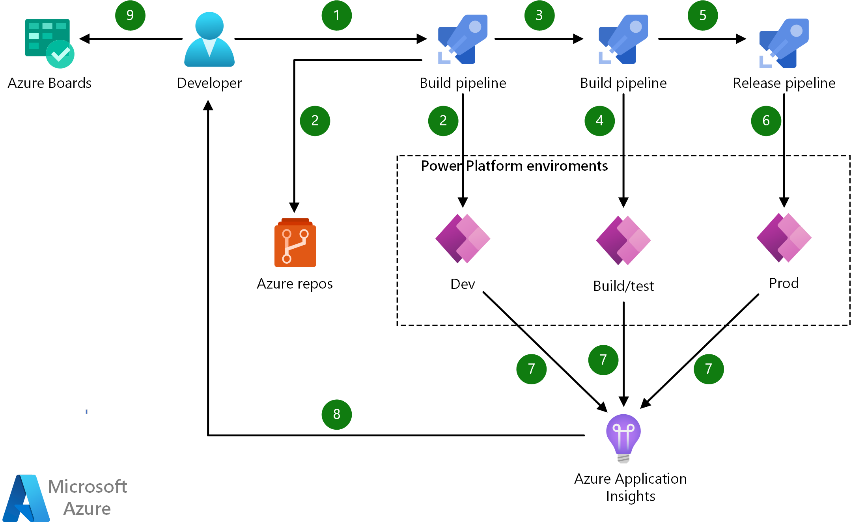 9
1
3
5
Azure Boards
Developer
Build pipeline
Build pipeline
Release pipeline
2
2
4
6
Power Platform enviroments
Azure repos
Dev
Build/test
Prod
7
7
7
8
Azure Application
Insights
Microsoft
Azure